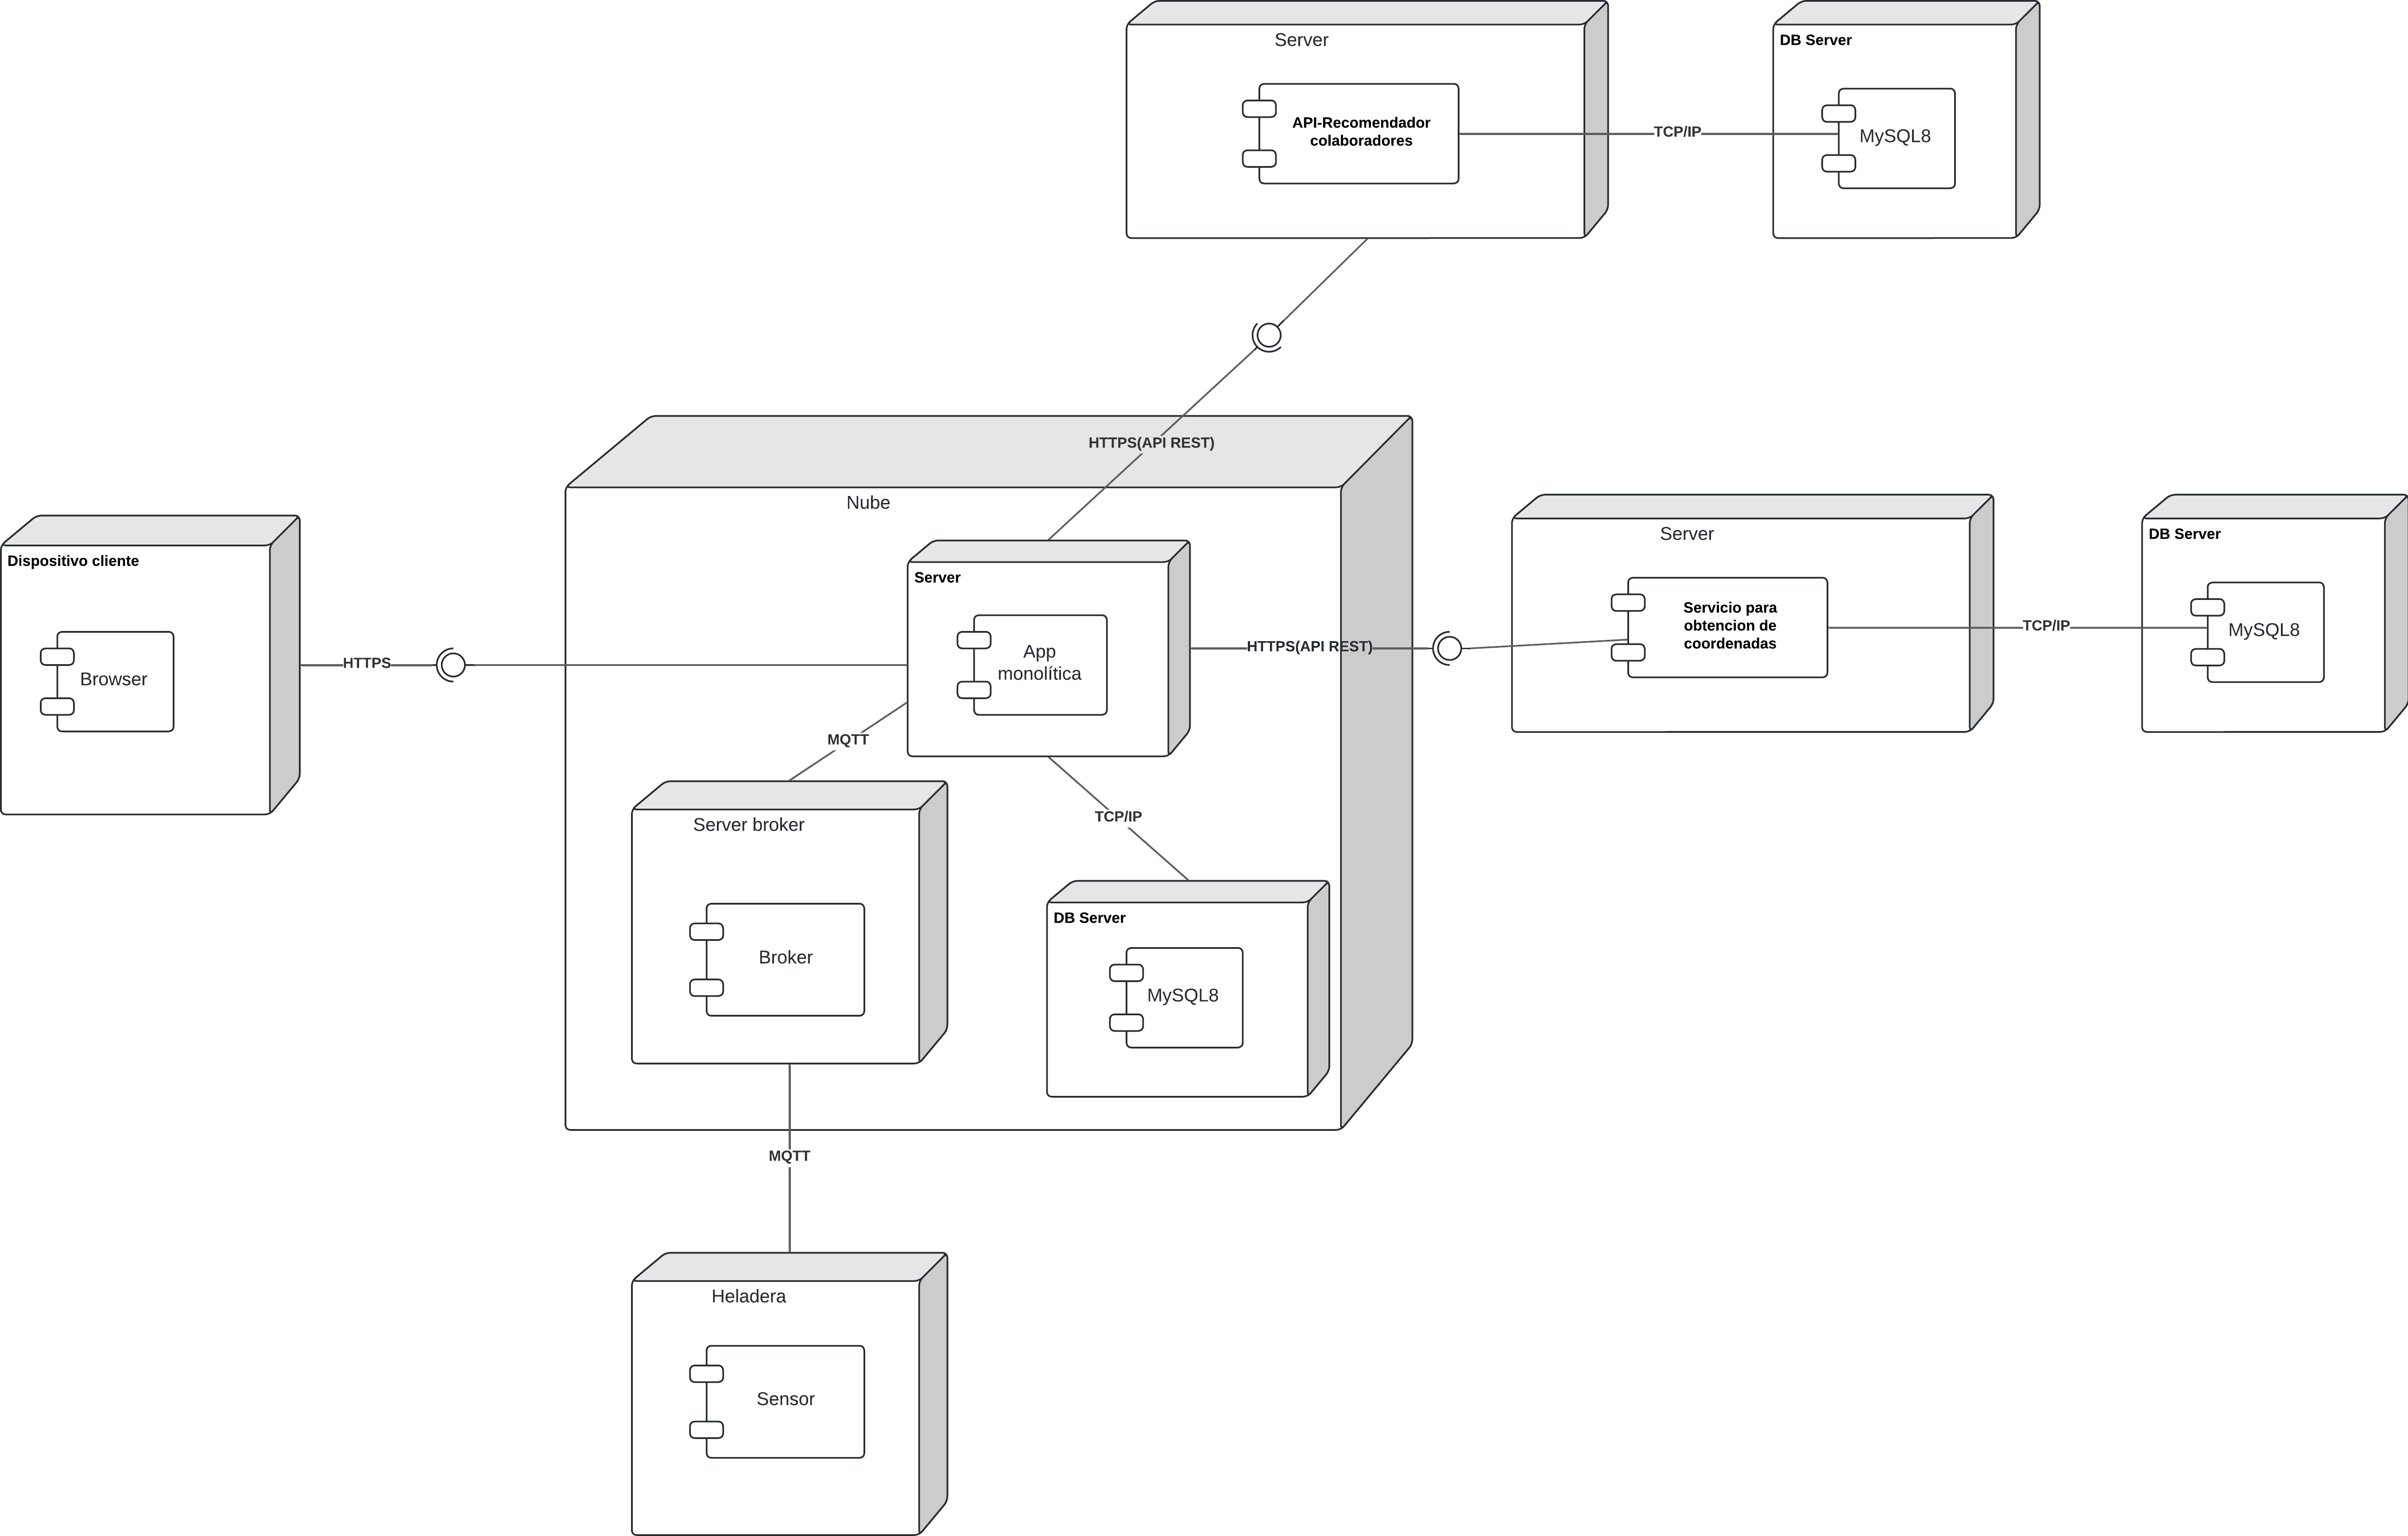 Server
DB Server
API-Recomendador
colaboradores
TCP/IP
MySQL8
HTTPS(API REST)
Nube
Server
DB Server
Dispositivo cliente
Server
Servicio para
obtencion de
coordenadas
TCP/IP
MySQL8
App
monolítica
HTTPS(API REST)
HTTPS
Browser
MQTT
TCP/IP
Server broker
DB Server
Broker
MySQL8
MQTT
Heladera
Sensor